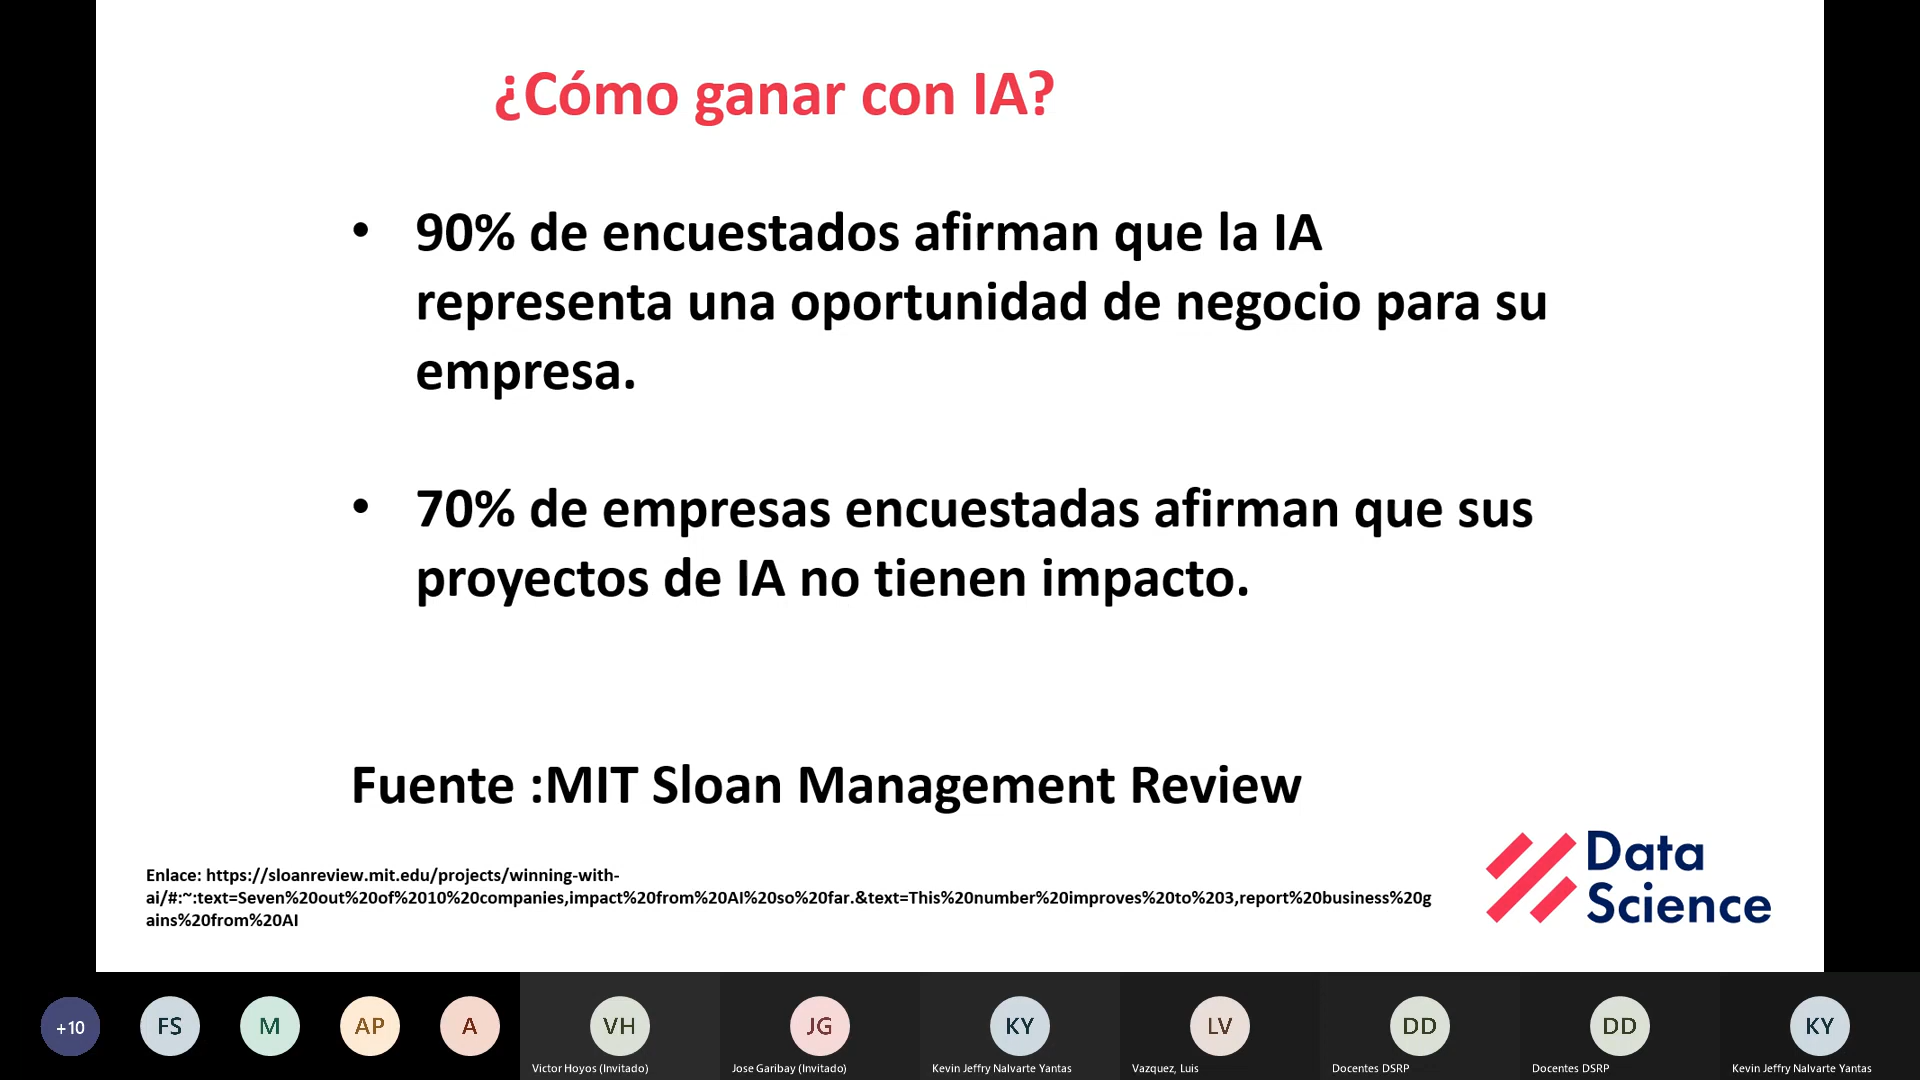 ¿Cómo ganar con IA?
• 90% de encuestados afirman que la IA
representa una oportunidad de negocio para su
empresa.
• 70% de empresas encuestadas afirman que sus
proyectos de IA no tienen impacto.
Fuente :MIT Sloan Management Review
Enlace: https://sloanreview.mit.edu/projects/winning-with-
ai/#:~:text=Seven%20out%20of%2010%20companies,impact%20from%20AI%20so%20far.&text=This%20number%20improves%20to%203,report%20business%20g
ains%20from%20AI
Data
Science
+10 FS M AP A VH JG KY LV DD DD KY
Victor Hoyos (Invitado) Jose Garibay (Invitado) Kevin Jeffry Nalvarte Yantas Vazquez, Luis Docentes DSRP Docentes DSRP Kevin Jeffry Nalvarte Yantas